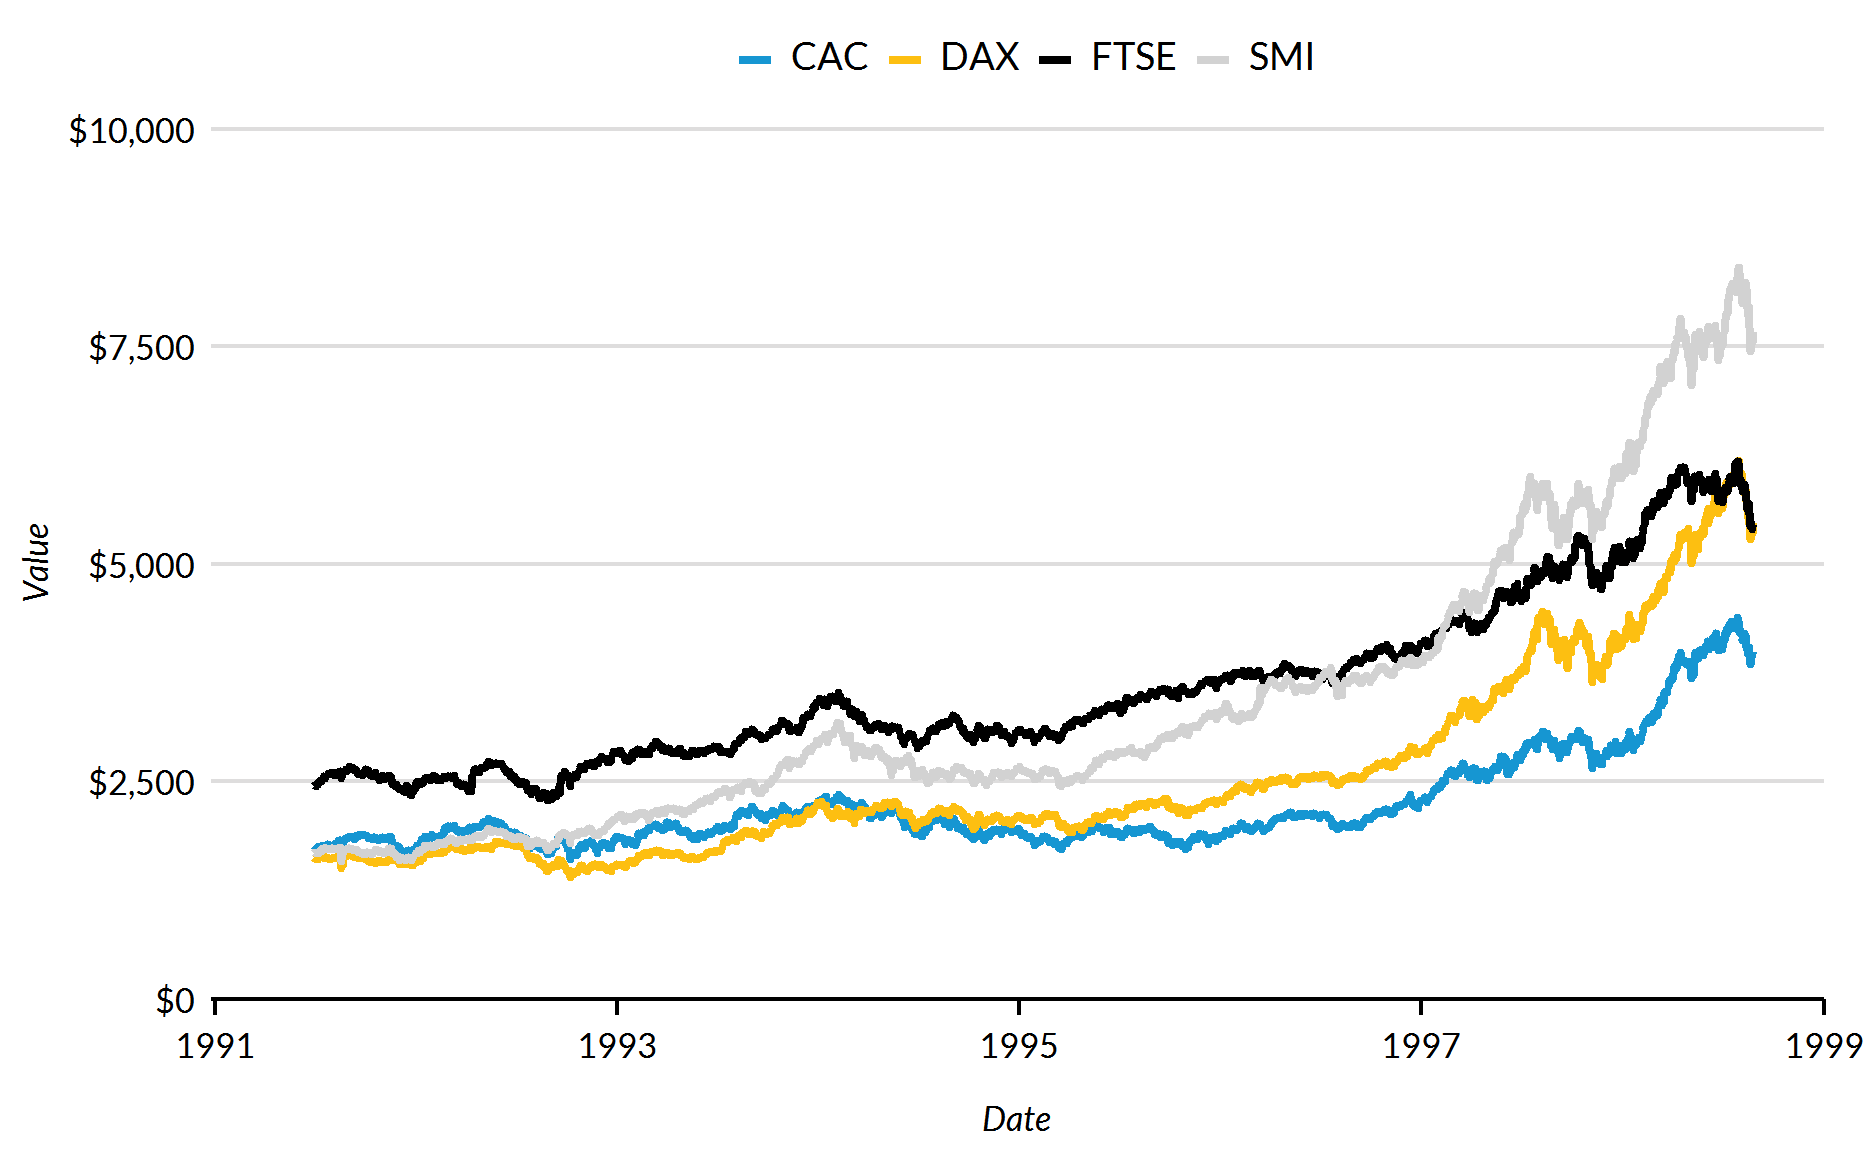 CAC DAX FTSE SMI
$10,000
$7,500
$5,000
$2,500
$0
Value
1991 1993 1995 1997 1999
Date